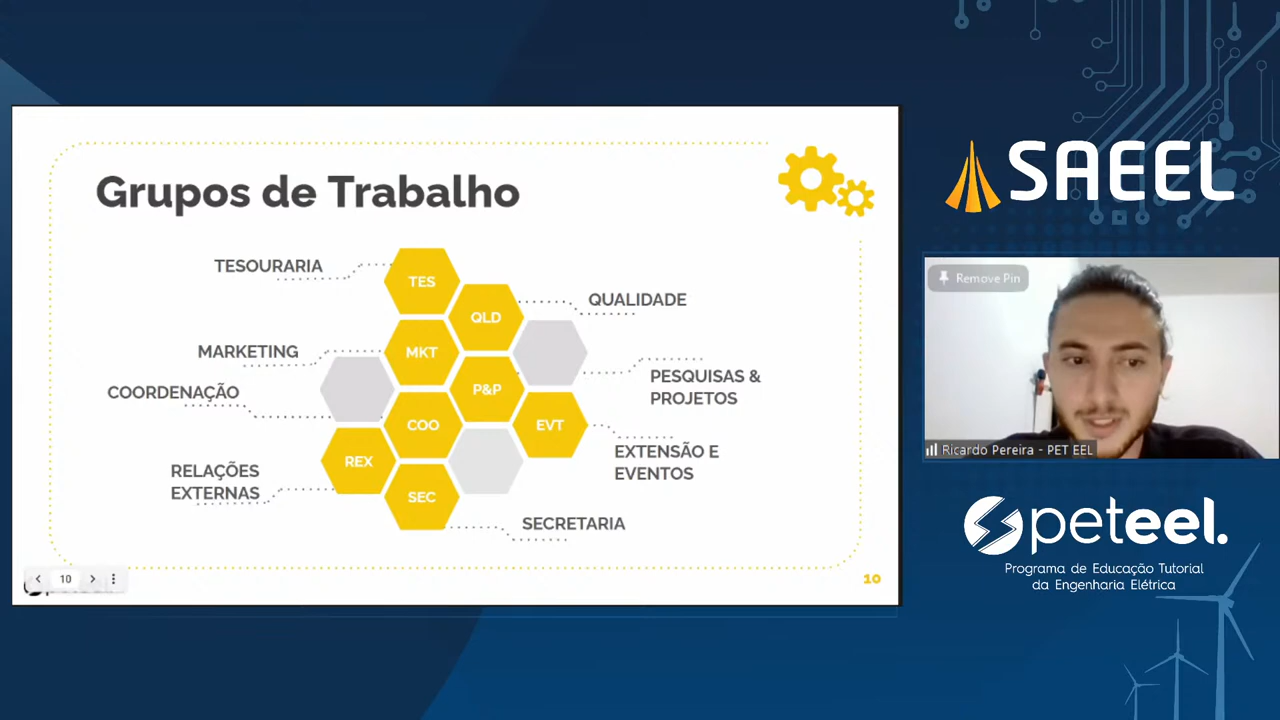 Grupos de Trabalho
TESOURARIA
TES
QLD
QUALIDADE
MARKETING
MKT
COORDENAÇÃO
P&P
PESQUISAS &
PROJETOS
COO
EVT
EXTENSÃO E
EVENTOS
REX
RELAÇÕES
EXTERNAS
SEC
SECRETARIA
10
10
SAEEL
Remove Pin
Ricardo Pereira - PET EEL
peteel.
Programa de Educação Tutorial
da Engenharia Elétrica